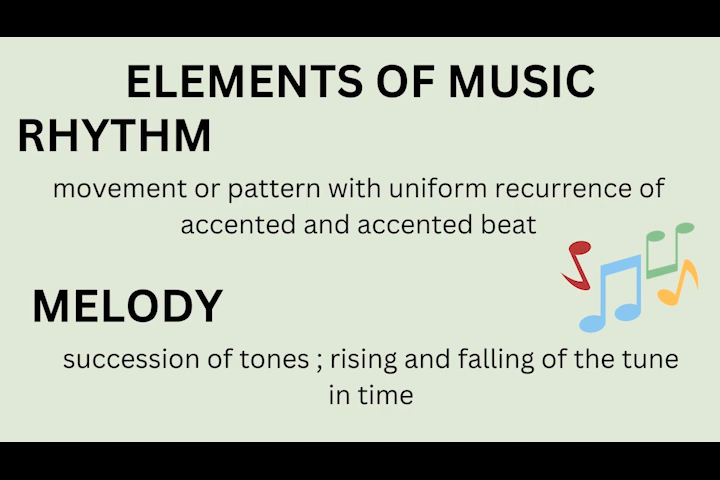 ELEMENTS OF MUSIC
RHYTHM
movement or pattern with uniform recurrence of
accented and accented beat
MELODY
succession of tones ; rising and falling of the tune
in time